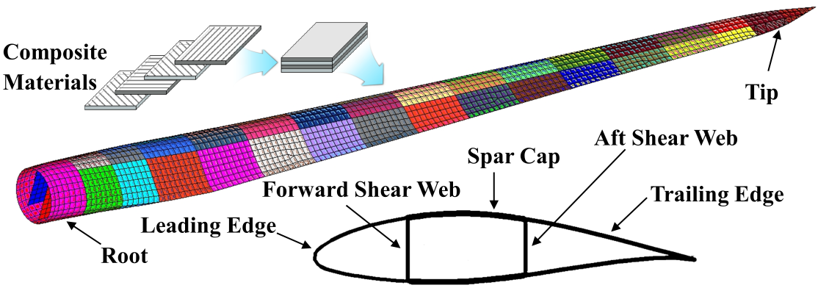 Composite
Materials
Tip
Aft Shear Web
Spar Cap
Forward Shear Web
Trailing Edge
Leading Edge
Root